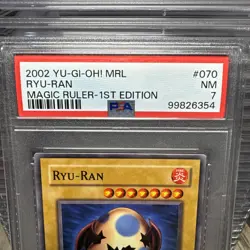 2002 YU-GI-OH! MRL #070
RYU-RAN NM
MAGIC RULER-1ST EDITION 7
PSA 99826354
RYU-RAN
炎